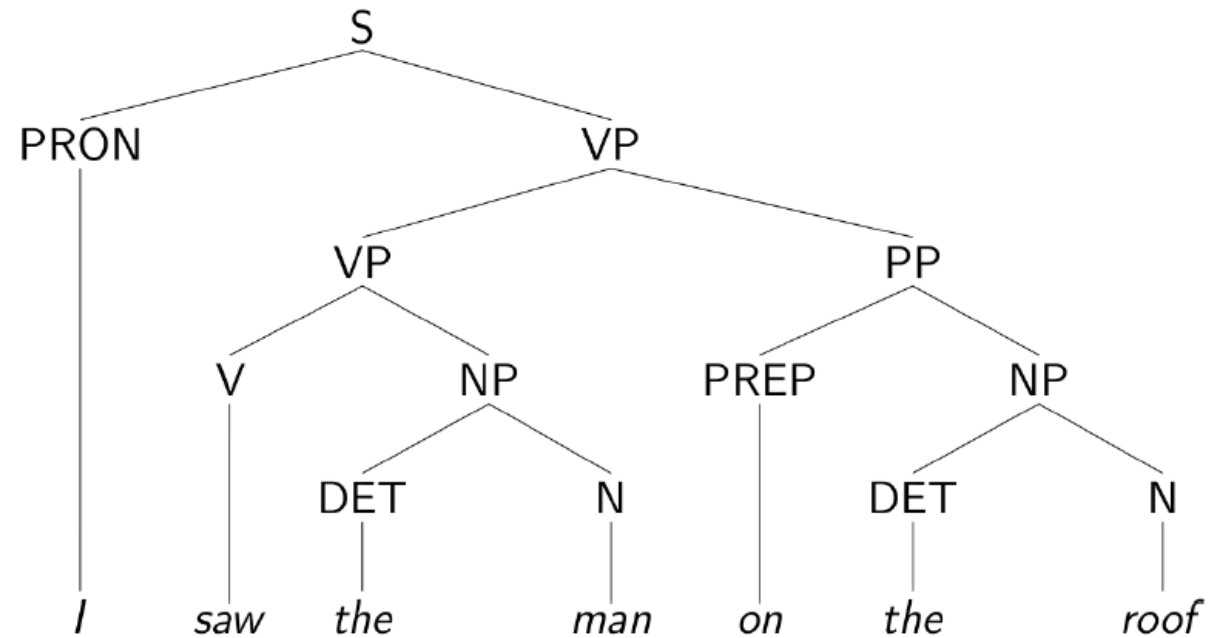 S
PRON VP
VP PP
V NP PREP NP
DET N DET N
I saw the man on the roof